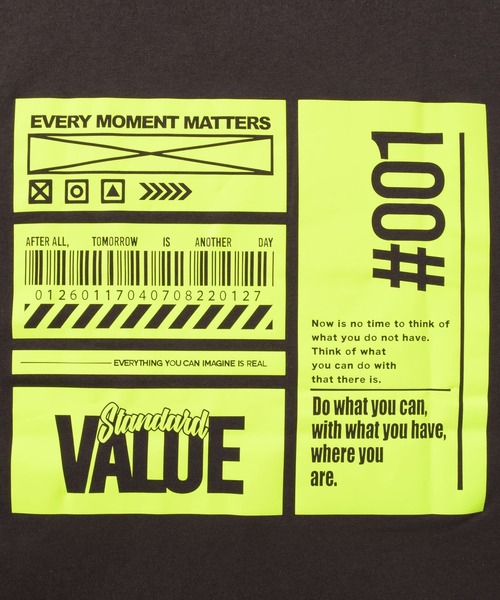 EVERY MOMENT MATTERS
AFTER ALL, TOMORROW IS ANOTHER DAY
01260117040708220127
EVERYTHING YOU CAN IMAGINE IS REAL
Standard
VALUE
#001
Now is no time to think of
what you do not have.
Think of what
you can do with
that there is.
Do what you can,
with what you have,
where you
are.